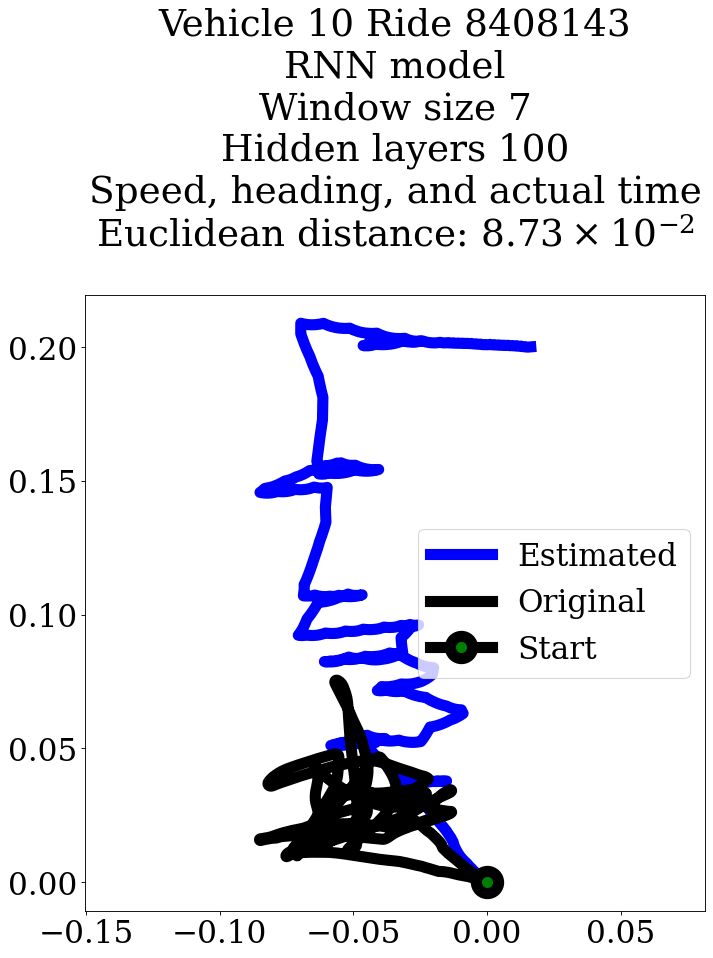 Vehicle 10 Ride 8408143
RNN model
Window size 7
Hidden layers 100
Speed, heading, and actual time
Euclidean distance: 8.73 × 10⁻²
0.20
0.15
0.10
0.05
0.00
Estimated
Original
Start
−0.15 −0.10 −0.05 0.00 0.05